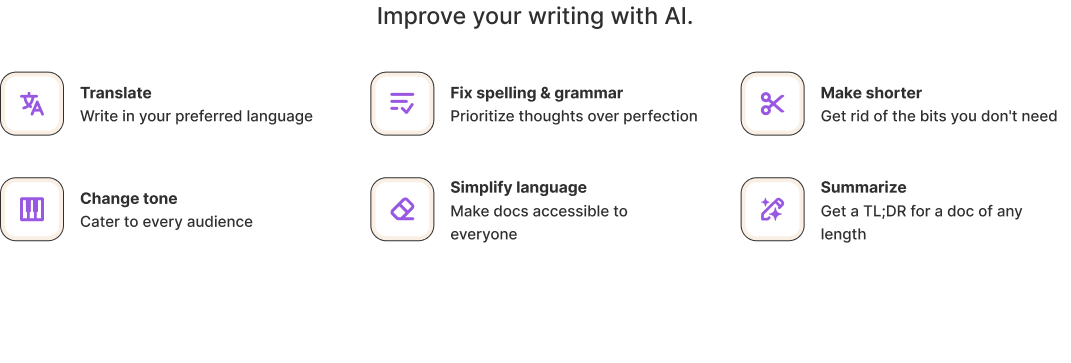 Improve your writing with AI.
Translate
Write in your preferred language
Fix spelling & grammar
Prioritize thoughts over perfection
Make shorter
Get rid of the bits you don't need
Change tone
Cater to every audience
Simplify language
Make docs accessible to
everyone
Summarize
Get a TL;DR for a doc of any
length